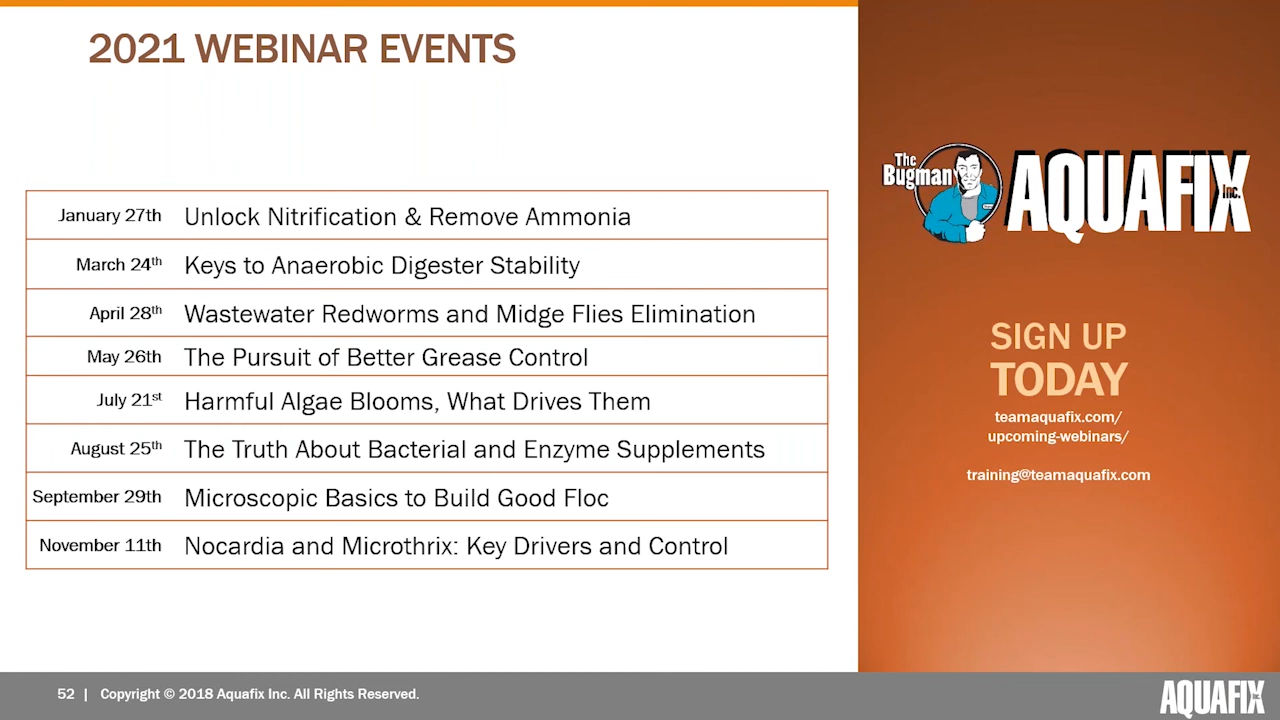 2021 WEBINAR EVENTS
January 27th Unlock Nitrification & Remove Ammonia
March 24th Keys to Anaerobic Digester Stability
April 28th Wastewater Redworms and Midge Flies Elimination
May 26th The Pursuit of Better Grease Control
July 21st Harmful Algae Blooms, What Drives Them
August 25th The Truth About Bacterial and Enzyme Supplements
September 29th Microscopic Basics to Build Good Floc
November 11th Nocardia and Microthrix: Key Drivers and Control
The
Bugman
AQUAFIX Inc.
SIGN UP
TODAY
teamaquafix.com/
upcoming-webinars/
training@teamaquafix.com
52 | Copyright © 2018 Aquafix Inc. All Rights Reserved.
AQUAFIX Inc.